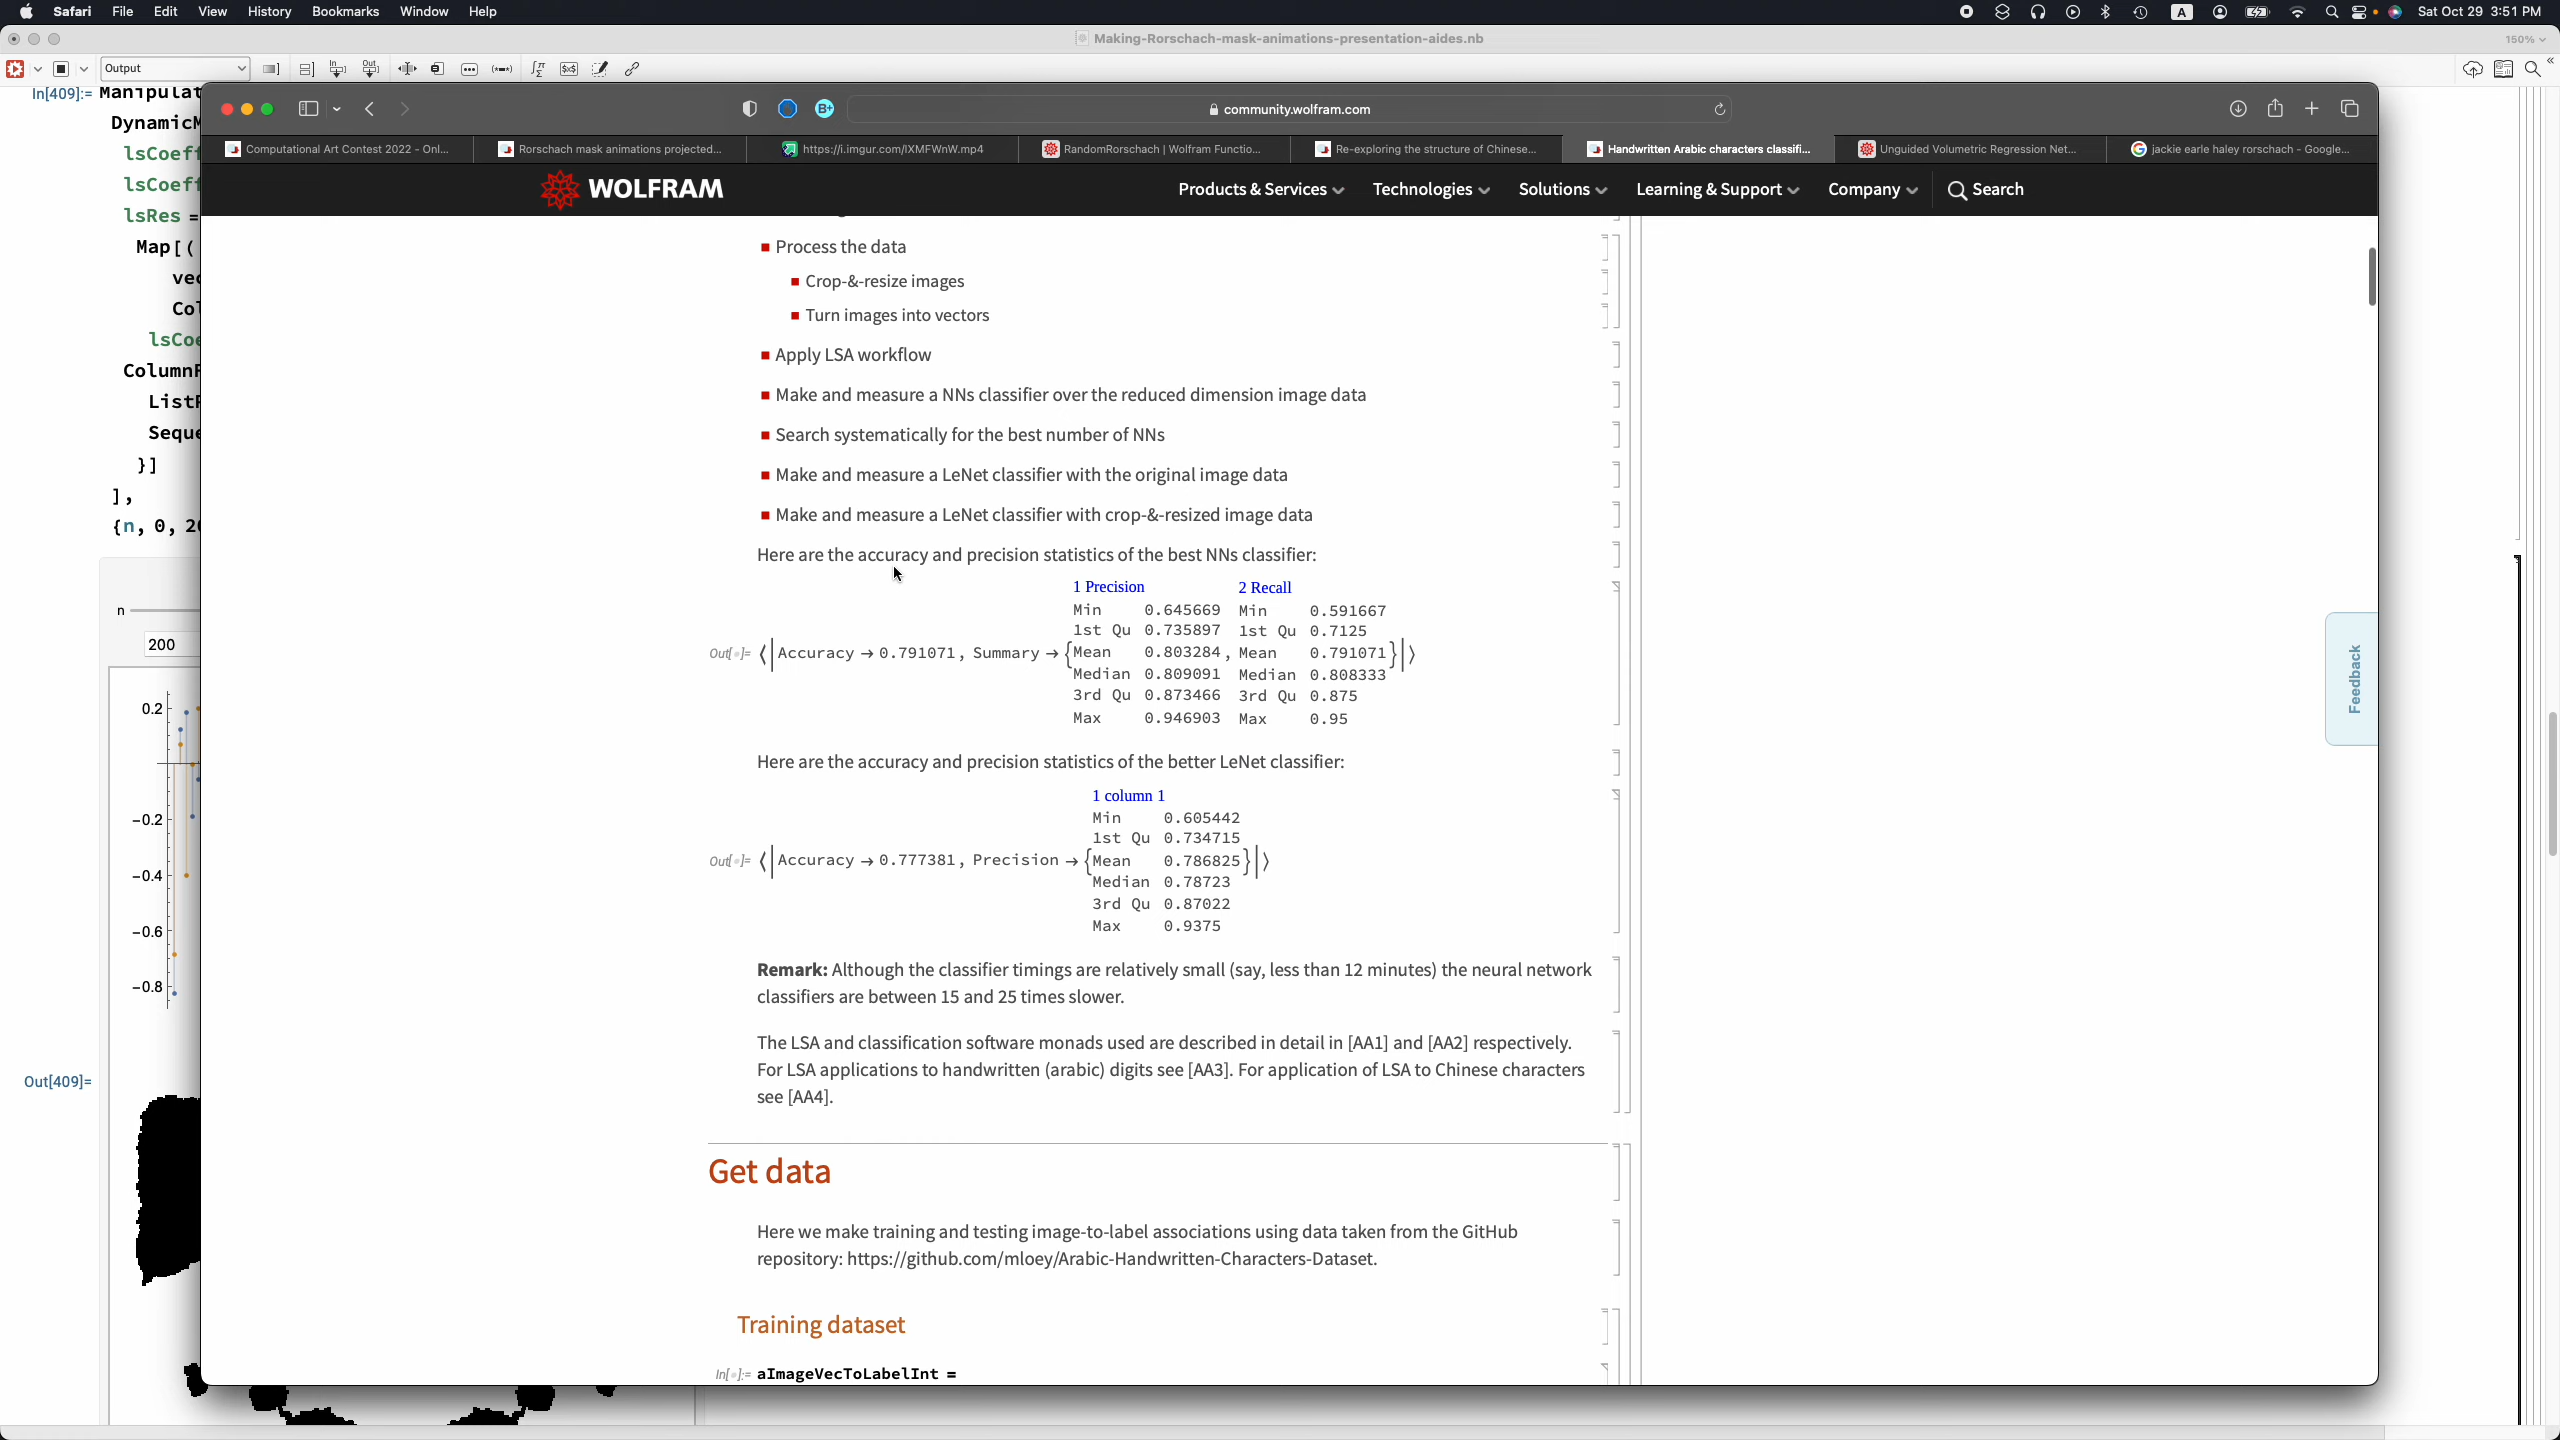 Safari File Edit View History Bookmarks Window Help
A
Sat Oct 29 3:51 PM
Making-Rorschach-mask-animations-presentation-aides.nb
150%
Output
In[409]:= Manipulat
DynamicM
lsCoeff
lsCoeff
lsRes =
Map[(
vec
Col
lsCoe
Column
List
Seque
}]
],
{n, 0, 20
n
200
0.2
-0.2
-0.4
-0.6
-0.8
Out[409]=
community.wolfram.com
Computational Art Contest 2022 - Onl...
Rorschach mask animations projected...
https://i.imgur.com/IXMFWnW.mp4
RandomRorschach | Wolfram Functio...
Re-exploring the structure of Chinese...
Handwritten Arabic characters classifi...
Unguided Volumetric Regression Net...
jackie earle haley rorschach - Google...
WOLFRAM
Products & Services Technologies Solutions Learning & Support Company Search
Process the data
Crop-&-resize images
Turn images into vectors
Apply LSA workflow
Make and measure a NNs classifier over the reduced dimension image data
Search systematically for the best number of NNs
Make and measure a LeNet classifier with the original image data
Make and measure a LeNet classifier with crop-&-resized image data
Here are the accuracy and precision statistics of the best NNs classifier:
1 Precision 2 Recall
Min 0.645669 Min 0.591667
1st Qu 0.735897 1st Qu 0.7125
Out[•]= ⟨|Accuracy → 0.791071, Summary → {Mean 0.803284, Mean 0.791071}|⟩
Median 0.809091 Median 0.808333
3rd Qu 0.873466 3rd Qu 0.875
Max 0.946903 Max 0.95
Here are the accuracy and precision statistics of the better LeNet classifier:
1 column 1
Min 0.605442
1st Qu 0.734715
Out[•]= ⟨|Accuracy → 0.777381, Precision → {Mean 0.786825}|⟩
Median 0.78723
3rd Qu 0.87022
Max 0.9375
Remark: Although the classifier timings are relatively small (say, less than 12 minutes) the neural network
classifiers are between 15 and 25 times slower.
The LSA and classification software monads used are described in detail in [AA1] and [AA2] respectively.
For LSA applications to handwritten (arabic) digits see [AA3]. For application of LSA to Chinese characters
see [AA4].
Get data
Here we make training and testing image-to-label associations using data taken from the GitHub
repository: https://github.com/mloey/Arabic-Handwritten-Characters-Dataset.
Training dataset
In[•]:= aImageVecToLabelInt =
Feedback